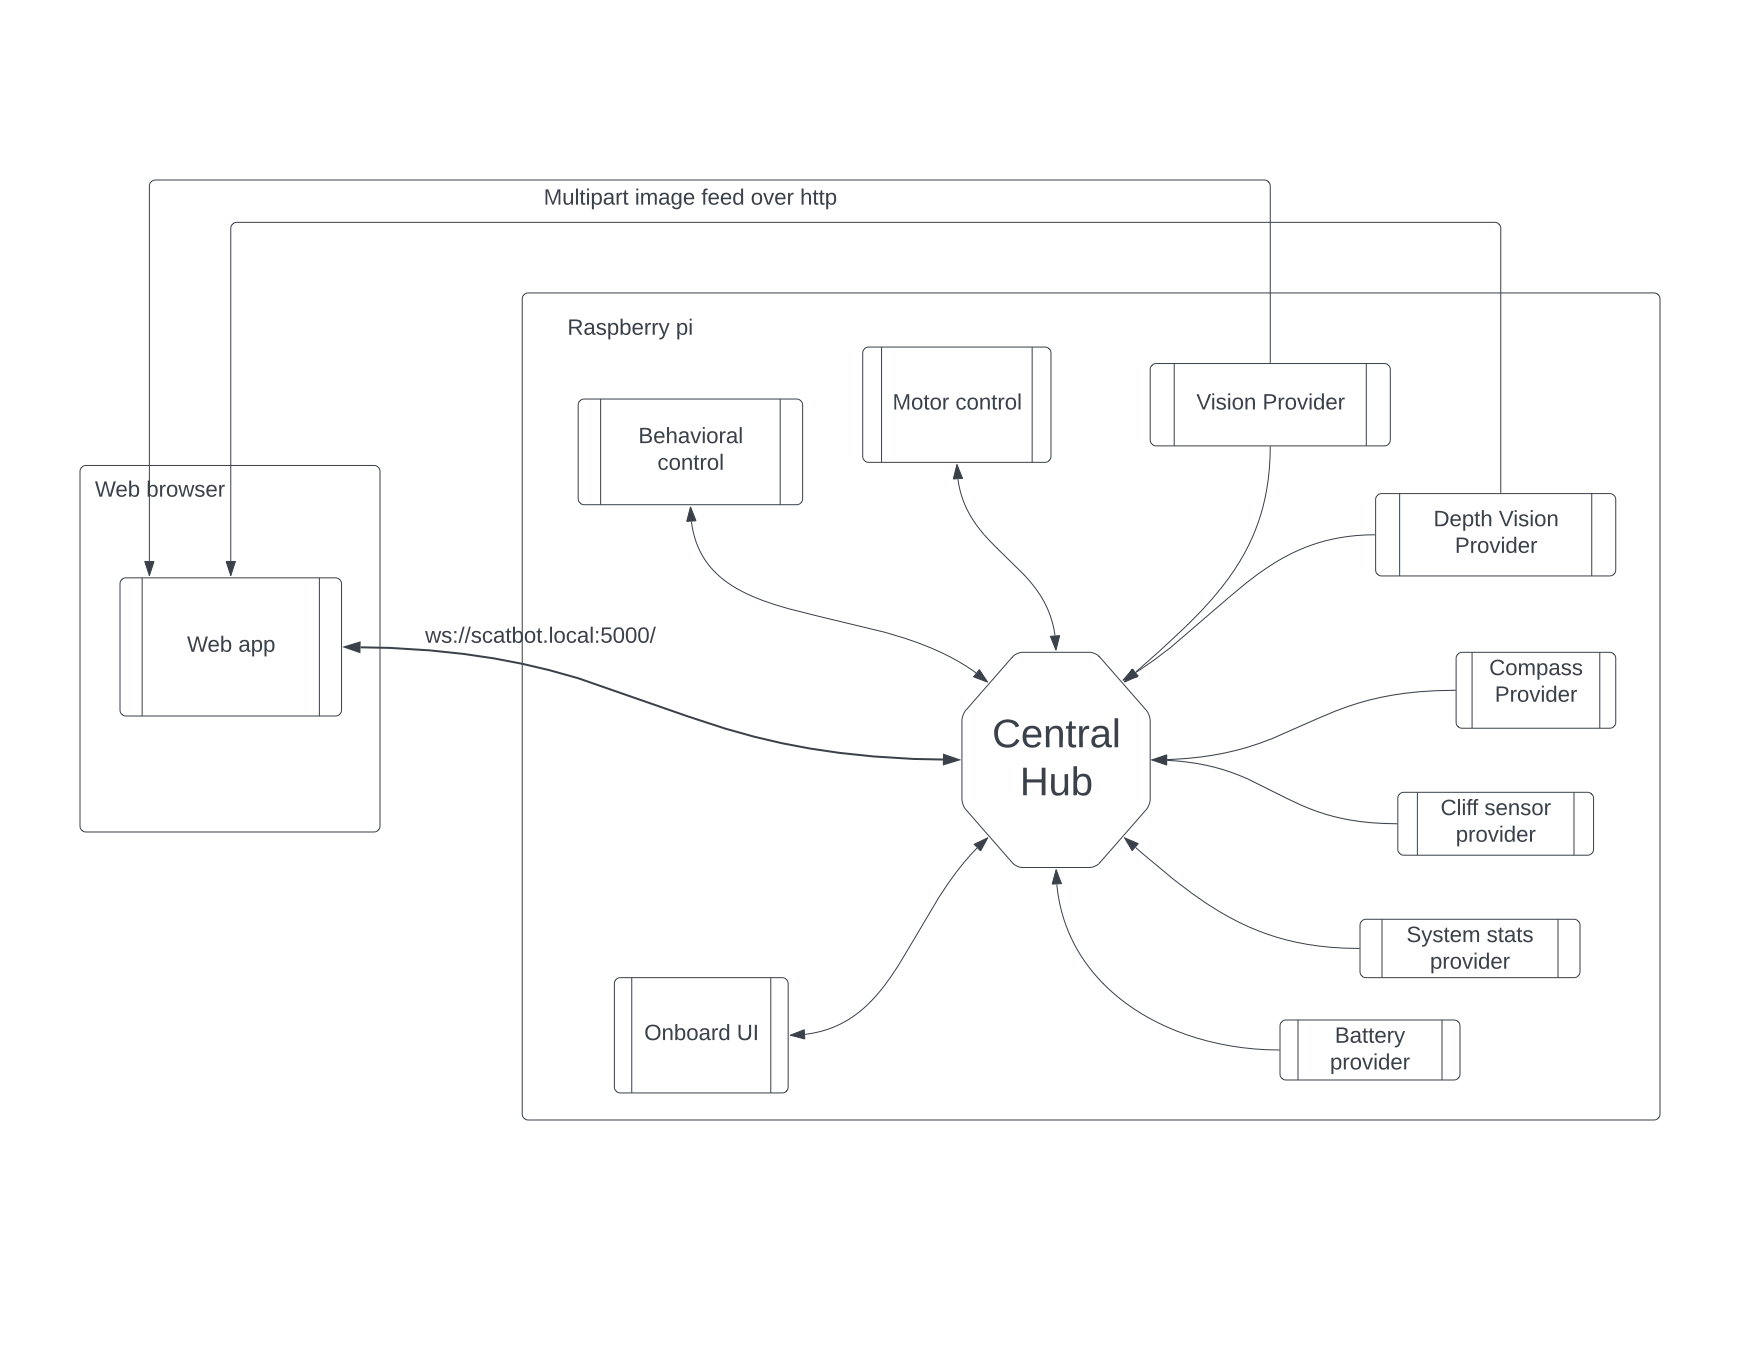 Multipart image feed over http
Raspberry pi
Motor control
Vision Provider
Behavioral
control
Web browser
Depth Vision
Provider
Web app
ws://scatbot.local:5000/
Compass
Provider
Central
Hub
Cliff sensor
provider
System stats
provider
Onboard UI
Battery
provider